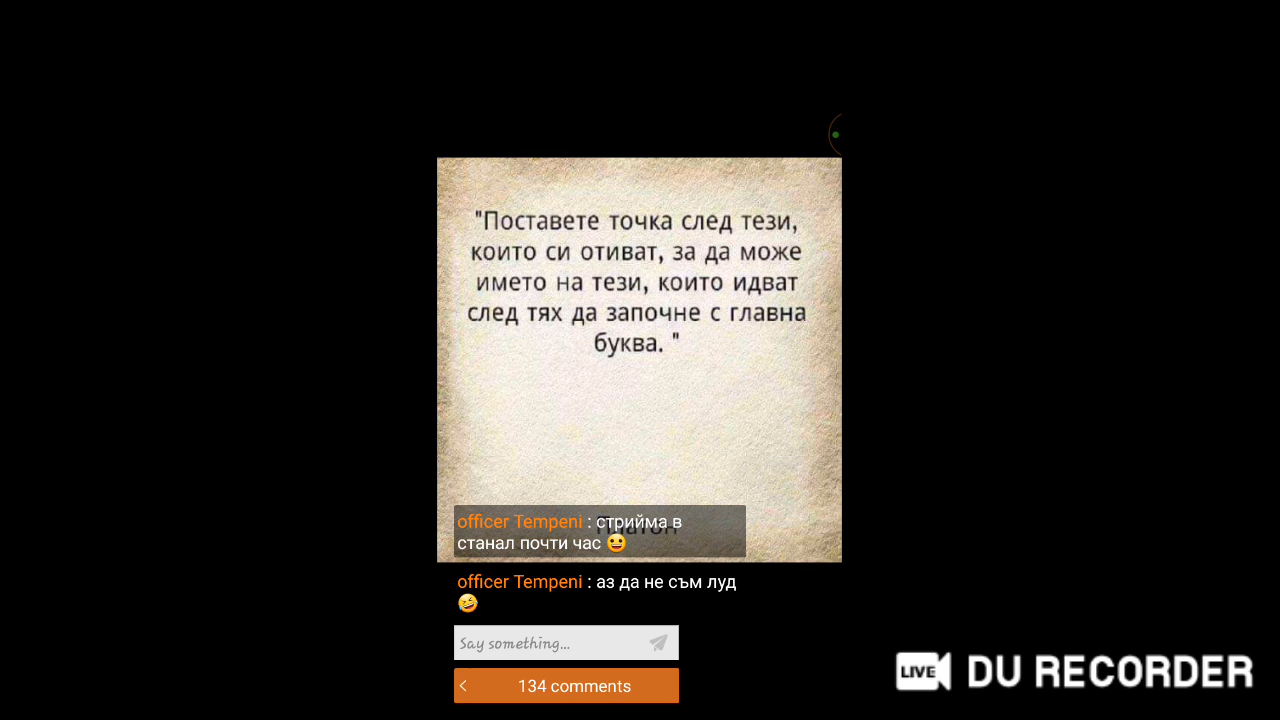 "Поставете точка след тези,
които си отиват, за да може
името на тези, които идват
след тях да започне с главна
буква. "
Платон
officer Tempeni : стрийма в
станал почти час 😀
officer Tempeni : аз да не съм луд
🤣
Say something...
134 comments
LIVE DU RECORDER